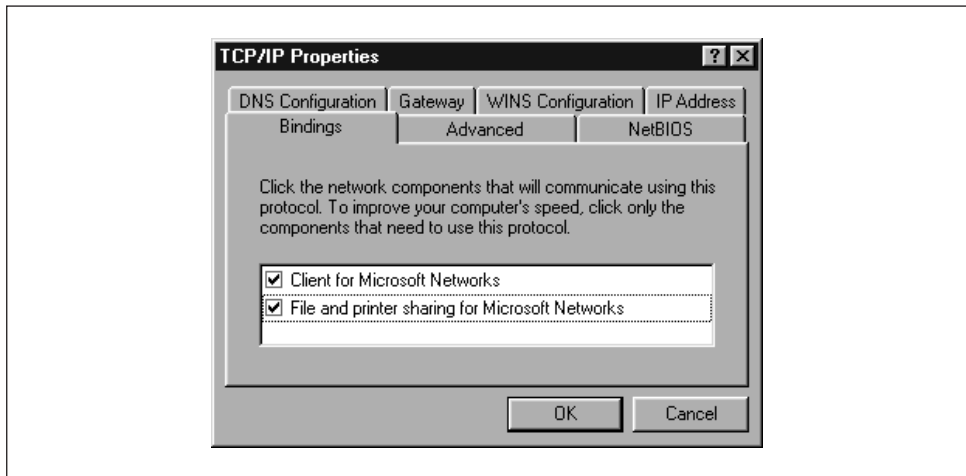 TCP/IP Properties
DNS Configuration Gateway WINS Configuration IP Address
Bindings Advanced NetBIOS
Click the network components that will communicate using this
protocol. To improve your computer's speed, click only the
components that need to use this protocol.
Client for Microsoft Networks
File and printer sharing for Microsoft Networks
OK Cancel